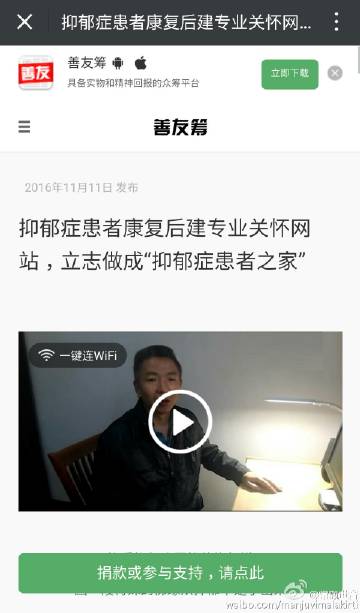 抑郁症患者康复后建专业关怀网...
善友
善友筹
具备实物和精神回报的众筹平台
立即下载
善友筹
2016年11月11日 发布
抑郁症患者康复后建专业关怀网
站，立志做成“抑郁症患者之家”
一键连WiFi
捐款或参与支持，请点此